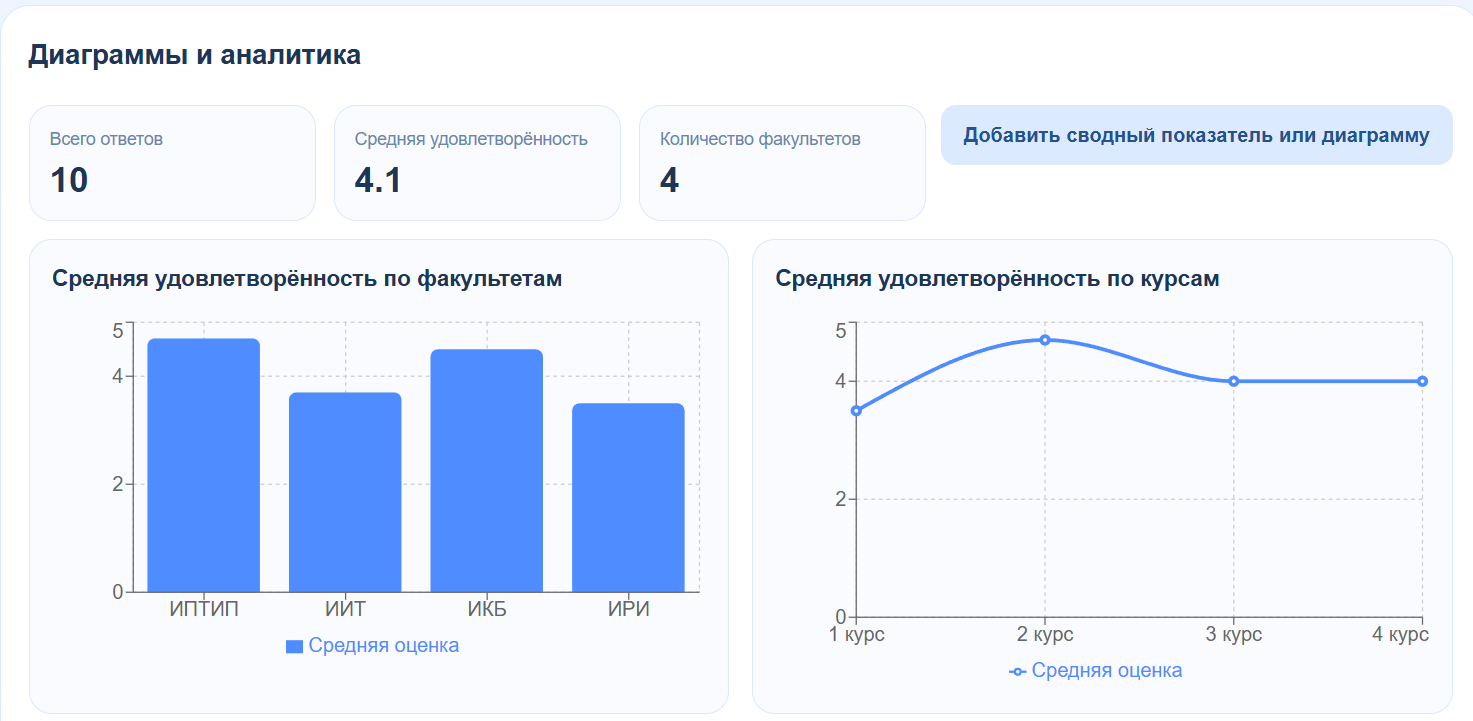 Диаграммы и аналитика
Всего ответов
10
Средняя удовлетворённость
4.1
Количество факультетов
4
Добавить сводный показатель или диаграмму
Средняя удовлетворённость по факультетам
5
4
2
0
ИПТИП ИИТ ИКБ ИРИ
Средняя оценка
Средняя удовлетворённость по курсам
5
4
2
0
1 курс 2 курс 3 курс 4 курс
Средняя оценка